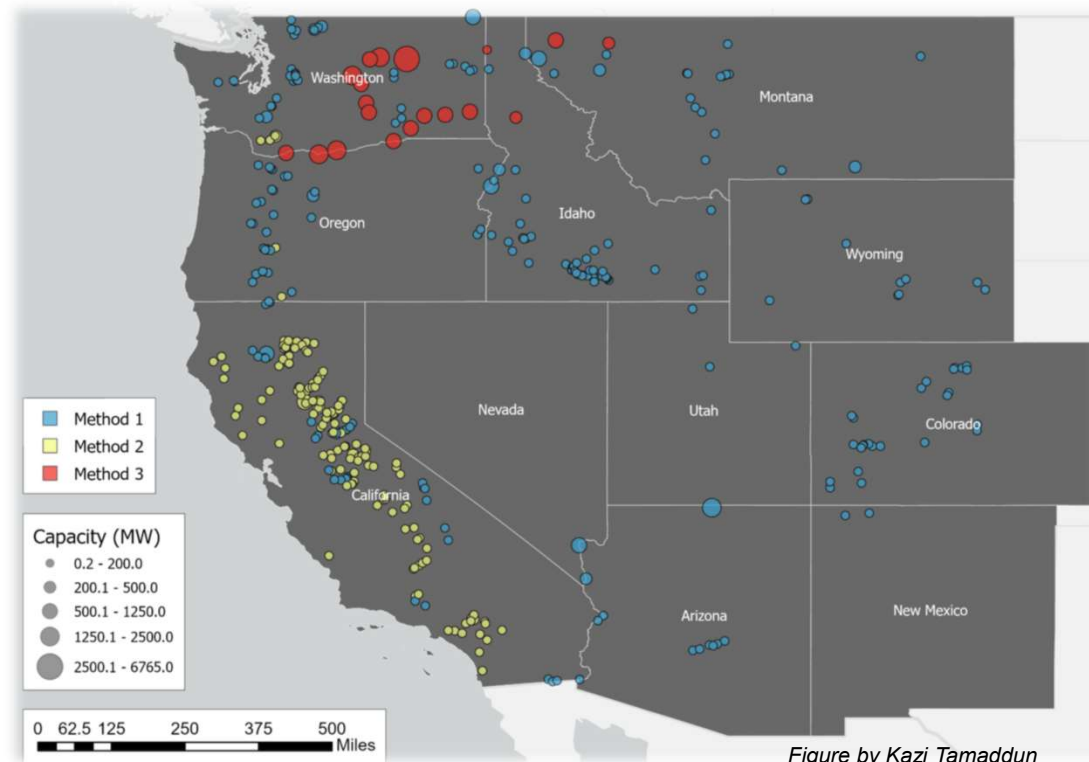 Washington
Montana
Oregon
Idaho
Wyoming
Nevada
Utah
Colorado
California
Arizona
New Mexico
Method 1
Method 2
Method 3
Capacity (MW)
0.2 - 200.0
200.1 - 500.0
500.1 - 1250.0
1250.1 - 2500.0
2500.1 - 6765.0
0 62.5 125 250 375 500
Miles
Figure by Kazi Tamaddun